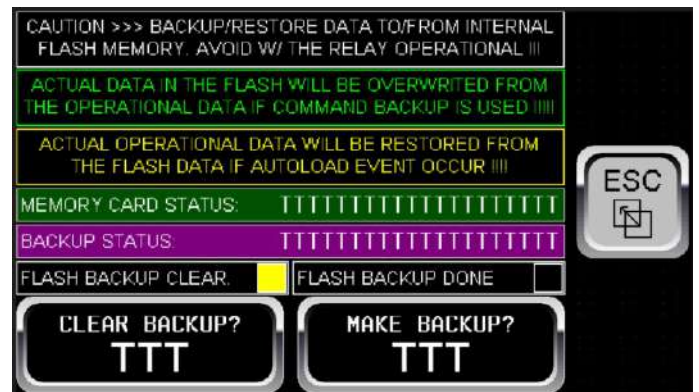 CAUTION >>> BACKUP/RESTORE DATA TO/FROM INTERNAL
FLASH MEMORY. AVOID W/ THE RELAY OPERATIONAL !!!
ACTUAL DATA IN THE FLASH WILL BE OVERWRITED FROM
THE OPERATIONAL DATA IF COMMAND BACKUP IS USED !!!!!
ACTUAL OPERATIONAL DATA WILL BE RESTORED FROM
THE FLASH DATA IF AUTOLOAD EVENT OCCUR !!!!
ESC
MEMORY CARD STATUS: TTTTTTTTTTTTTTTTTTTT
BACKUP STATUS: TTTTTTTTTTTTTTTTTTTT
FLASH BACKUP CLEAR. FLASH BACKUP DONE
CLEAR BACKUP? MAKE BACKUP?
TTT TTT